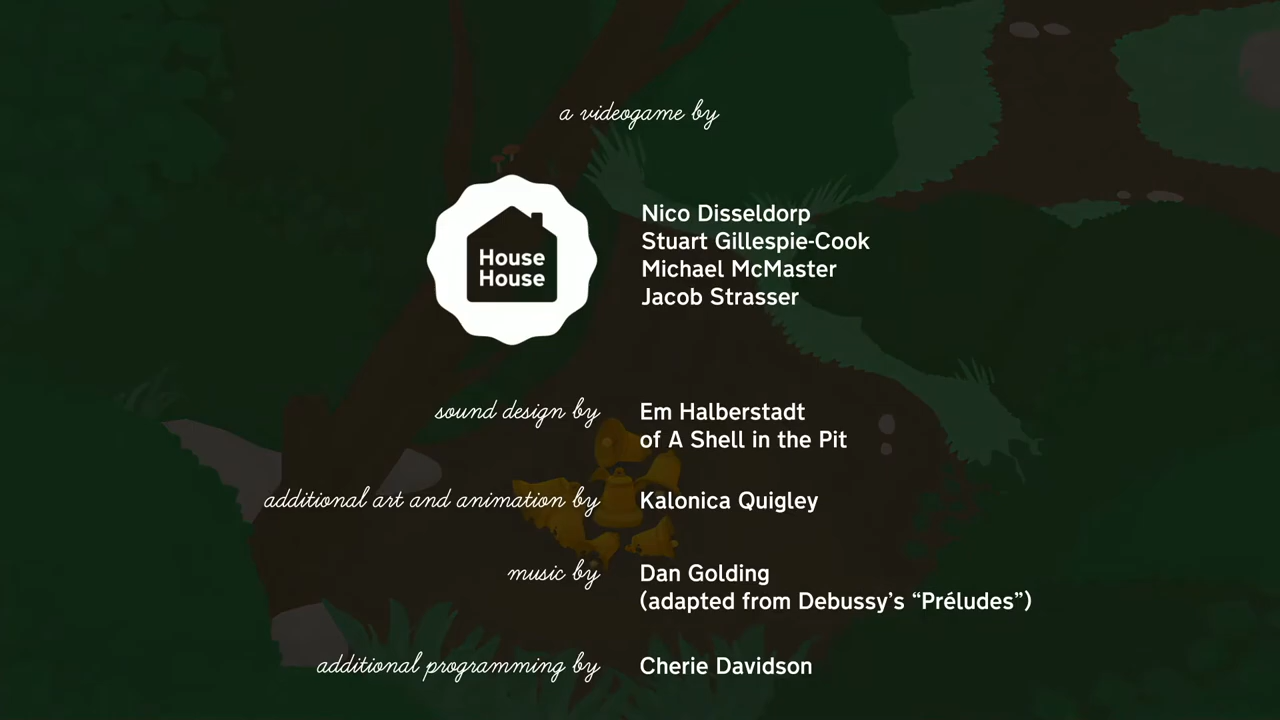 a videogame by
House
House
Nico Disseldorp
Stuart Gillespie-Cook
Michael McMaster
Jacob Strasser
sound design by
Em Halberstadt
of A Shell in the Pit
additional art and animation by
Kalonica Quigley
music by
Dan Golding
(adapted from Debussy’s “Préludes”)
additional programming by
Cherie Davidson